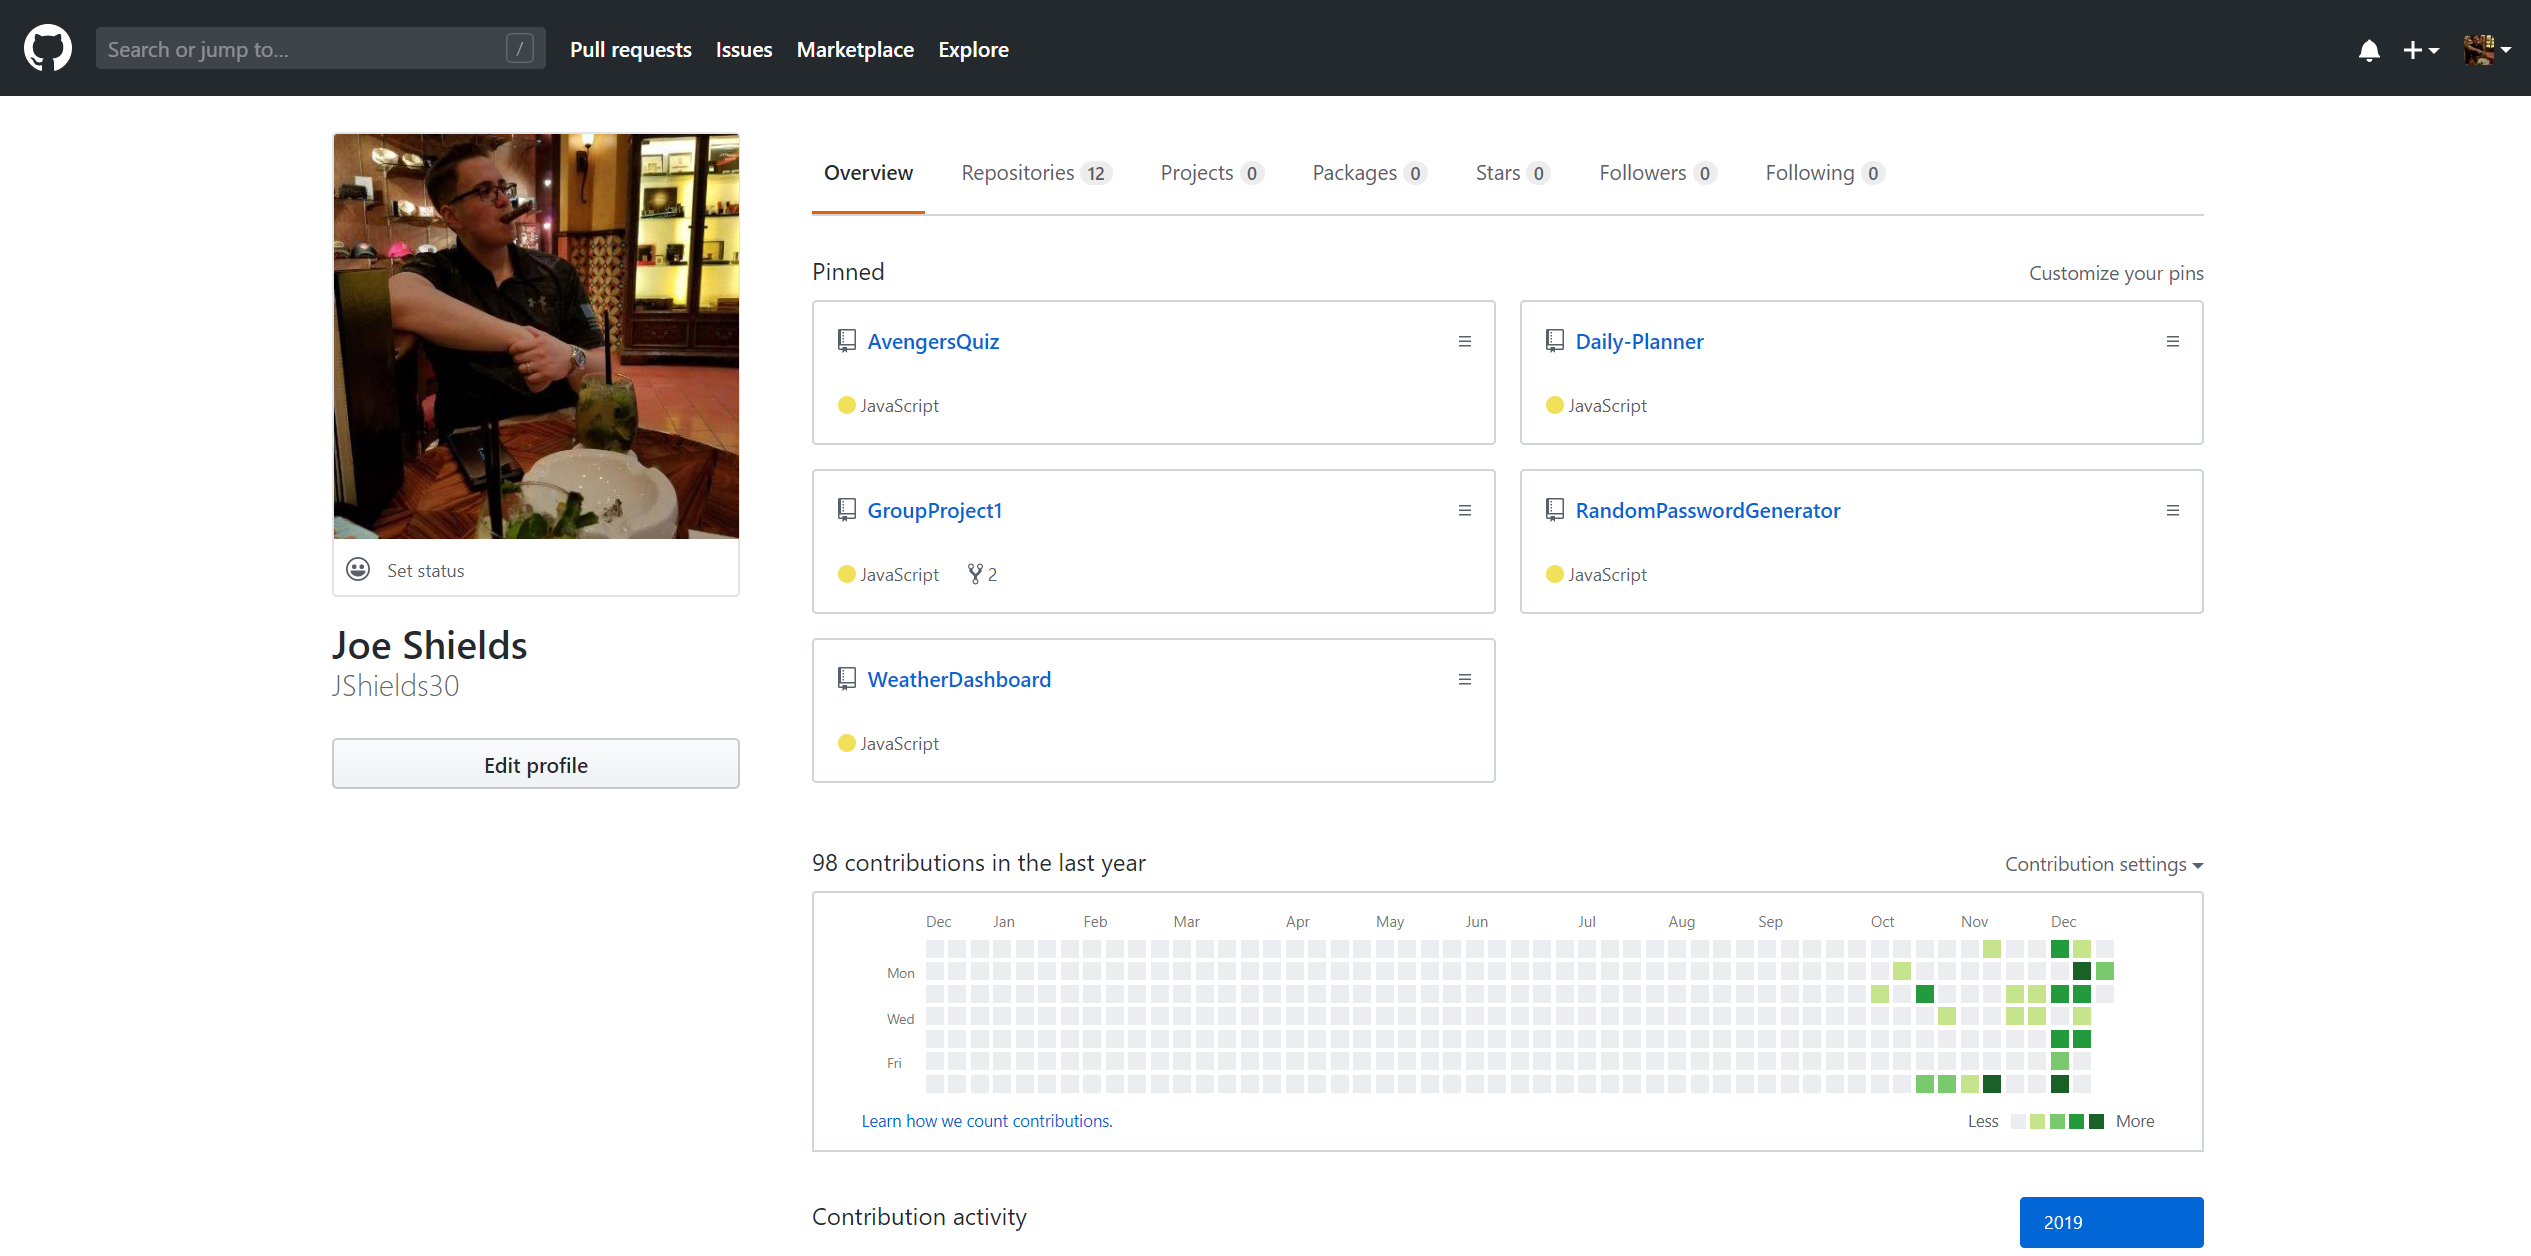 Search or jump to... /
Pull requests Issues Marketplace Explore
Overview Repositories 12 Projects 0 Packages 0 Stars 0 Followers 0 Following 0
Set status
Joe Shields
JShields30
Edit profile
Pinned Customize your pins
AvengersQuiz
JavaScript
Daily-Planner
JavaScript
GroupProject1
JavaScript 2
RandomPasswordGenerator
JavaScript
WeatherDashboard
JavaScript
98 contributions in the last year Contribution settings
Dec Jan Feb Mar Apr May Jun Jul Aug Sep Oct Nov Dec
Mon
Wed
Fri
Learn how we count contributions. Less More
Contribution activity 2019